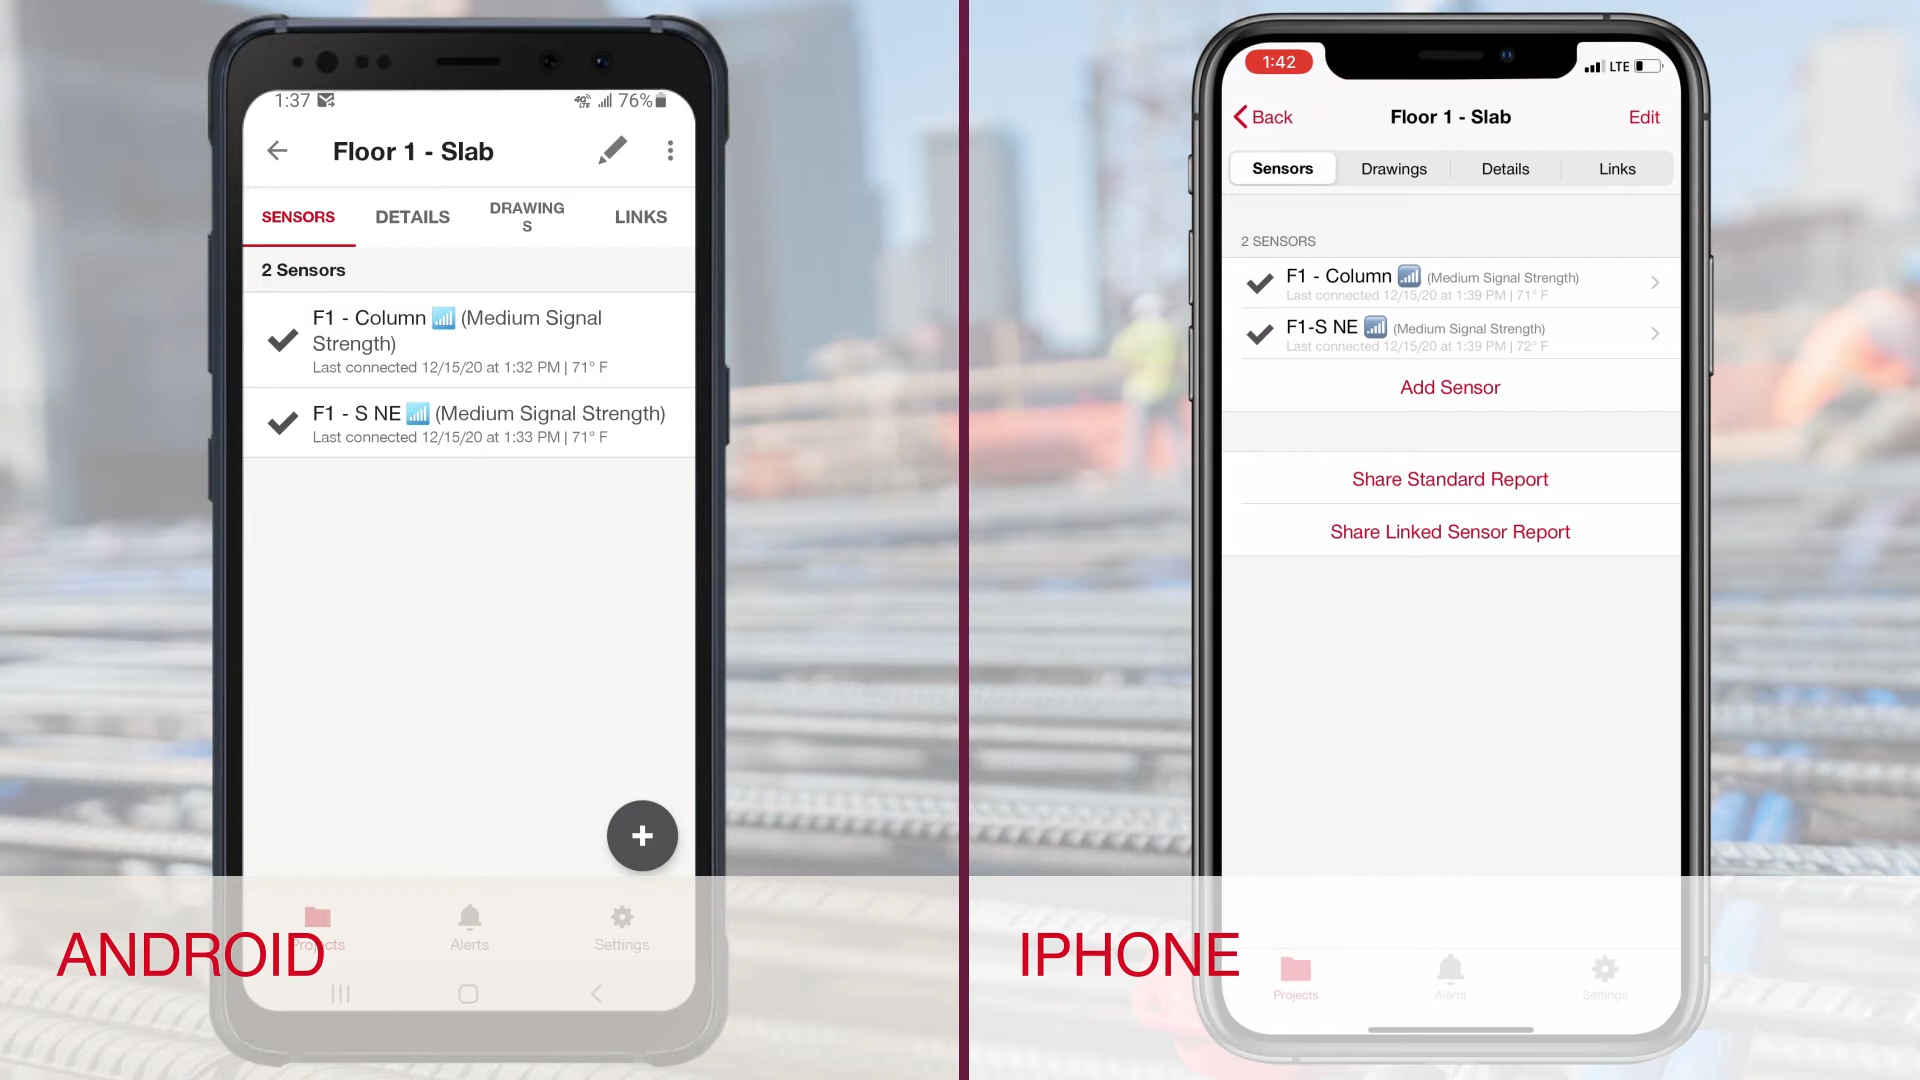 1:37
76%
Floor 1 - Slab
SENSORS
DETAILS
DRAWING
S
LINKS
2 Sensors
F1 - Column (Medium Signal
Strength)
Last connected 12/15/20 at 1:32 PM | 71° F
F1 - S NE (Medium Signal Strength)
Last connected 12/15/20 at 1:33 PM | 71° F
+
Projects
Alerts
Settings
ANDROID
1:42
LTE
Back
Floor 1 - Slab
Edit
Sensors
Drawings
Details
Links
2 SENSORS
F1 - Column (Medium Signal Strength)
Last connected 12/15/20 at 1:39 PM | 71° F
F1-S NE (Medium Signal Strength)
Last connected 12/15/20 at 1:39 PM | 72° F
Add Sensor
Share Standard Report
Share Linked Sensor Report
Projects
Alerts
Settings
IPHONE